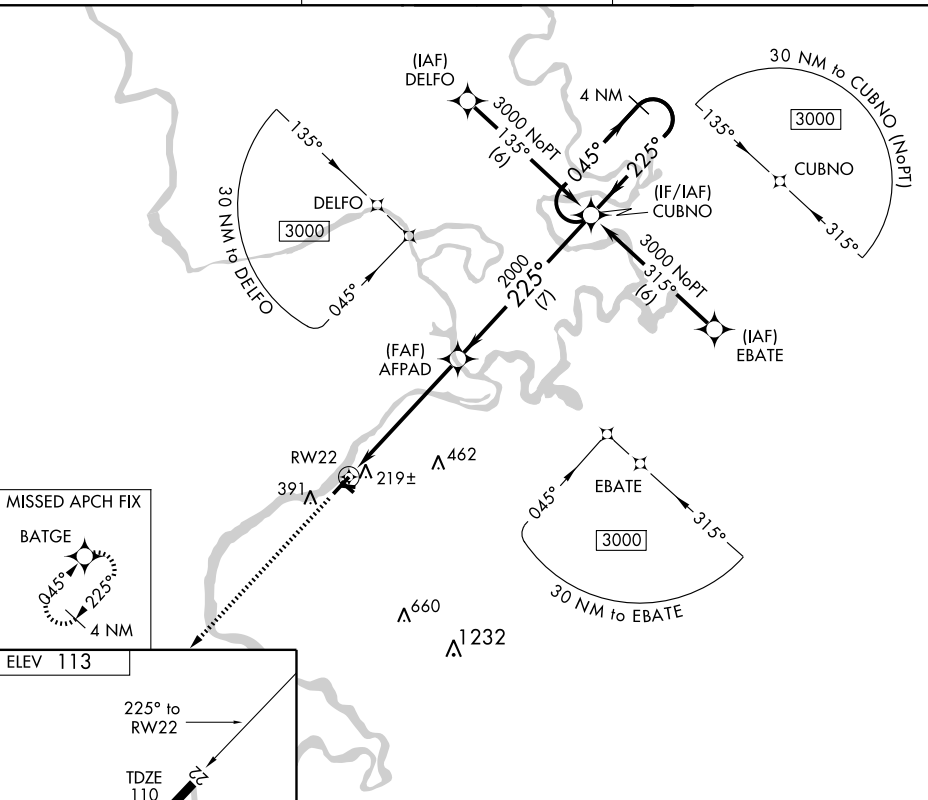 (IAF)
DELFO
3000 NoPT
135°
(6)
4 NM
045°
225°
30 NM to CUBNO (NoPT)
3000
135°
CUBNO
315°
135°
DELFO
3000
30 NM to DELFO
045°
(IF/IAF)
CUBNO
3000 NoPT
315°
(6)
2000
225°
(7)
(IAF)
EBATE
(FAF)
AFPAD
RW22
219±
462
391
045°
EBATE
315°
3000
30 NM to EBATE
MISSED APCH FIX
BATGE
045°
225°
4 NM
660
1232
ELEV 113
225° to
RW22
22
TDZE
110